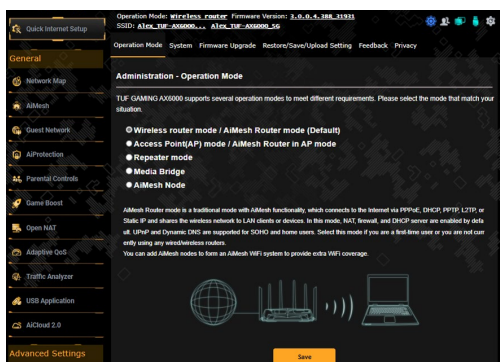 Quick Internet Setup
General
Network Map
AiMesh
Guest Network
AiProtection
Parental Controls
Game Boost
Open NAT
Adaptive QoS
Traffic Analyzer
USB Application
AiCloud 2.0
Advanced Settings
Operation Mode: Wireless router Firmware Version: 3.0.0.4.388_31931
SSID: Alex_TUF-AX6000... Alex_TUF-AX6000_5G
Operation Mode System Firmware Upgrade Restore/Save/Upload Setting Feedback Privacy
Administration - Operation Mode
TUF GAMING AX6000 supports several operation modes to meet different requirements. Please select the mode that match your
situation.
Wireless router mode / AiMesh Router mode (Default)
Access Point(AP) mode / AiMesh Router in AP mode
Repeater mode
Media Bridge
AiMesh Node
AiMesh Router mode is a traditional mode with AiMesh functionality, which connects to the Internet via PPPoE, DHCP, PPTP, L2TP, or
Static IP and shares the wireless network to LAN clients or devices. In this mode, NAT, firewall, and DHCP server are enabled by defa
ult. UPnP and Dynamic DNS are supported for SOHO and home users. Select this mode if you are a first-time user or you are not curr
ently using any wired/wireless routers.
You can add AiMesh nodes to form an AiMesh WiFi system to provide extra WiFi coverage.
Save